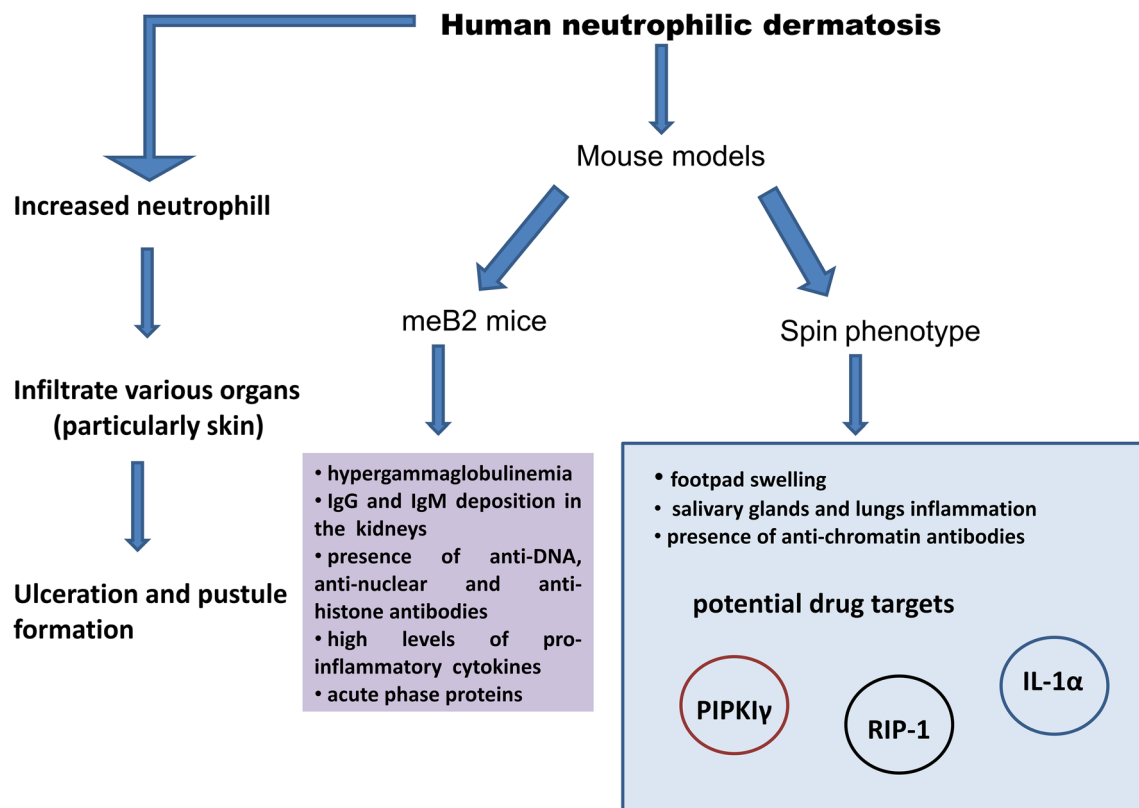 Human neutrophilic dermatosis
Mouse models
Increased neutrophill
Infiltrate various organs
(particularly skin)
Ulceration and pustule
formation
meB2 mice
• hypergammaglobulinemia
• IgG and IgM deposition in
the kidneys
• presence of anti-DNA,
anti-nuclear and anti-
histone antibodies
• high levels of pro-
inflammatory cytokines
• acute phase proteins
Spin phenotype
• footpad swelling
• salivary glands and lungs inflammation
• presence of anti-chromatin antibodies
potential drug targets
PIPKIγ
RIP-1
IL-1α